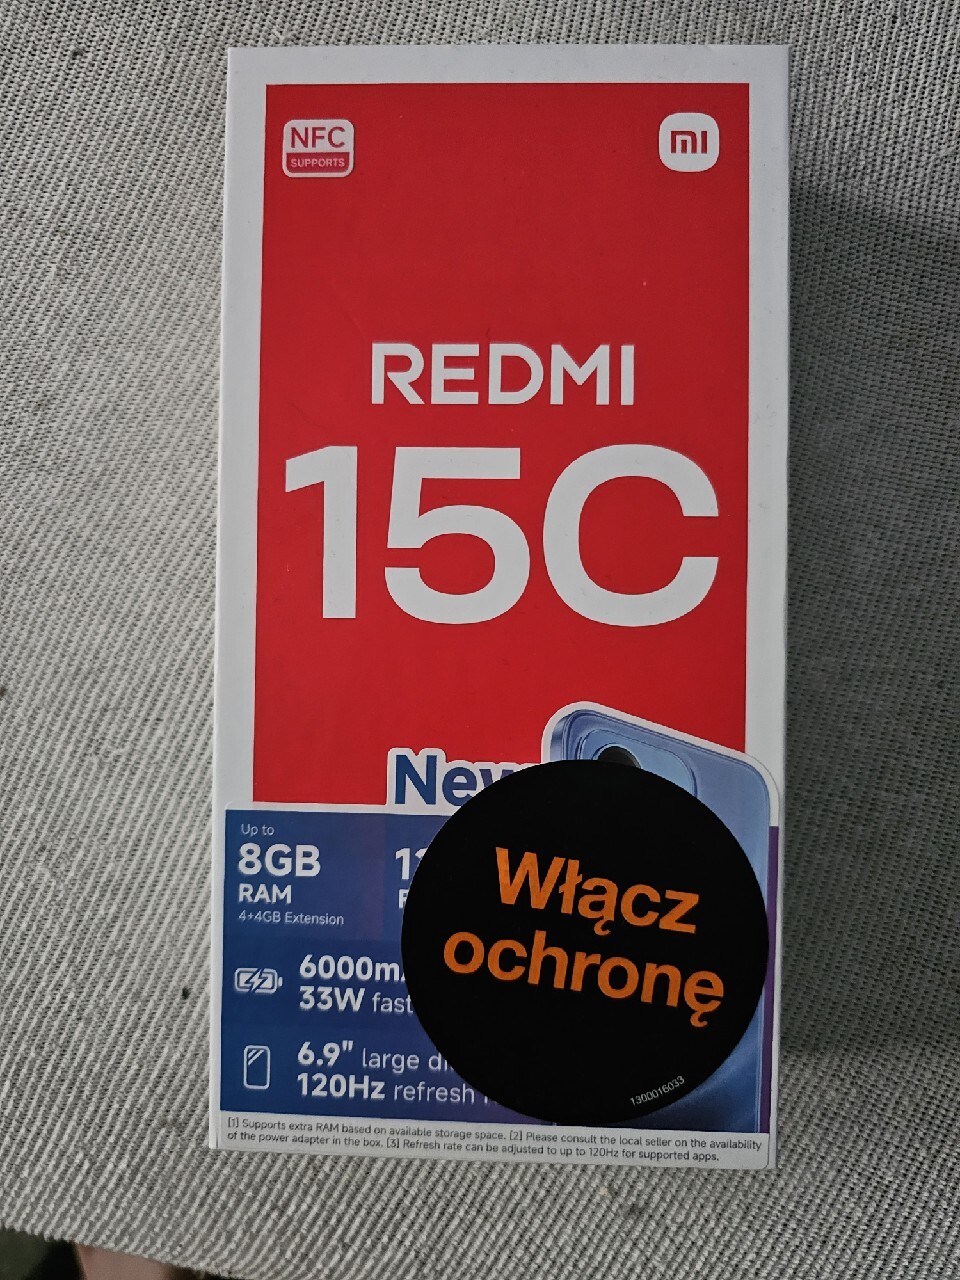 NFC
SUPPORTS
mi
REDMI
15C
New
Up to
8GB
RAM
4+4GB Extension
6000m
33W fast
6.9" large di
120Hz refresh
Włącz
ochronę
1300016033
[1] Supports extra RAM based on available storage space. [2] Please consult the local seller on the availability
of the power adapter in the box. [3] Refresh rate can be adjusted to up to 120Hz for supported apps.